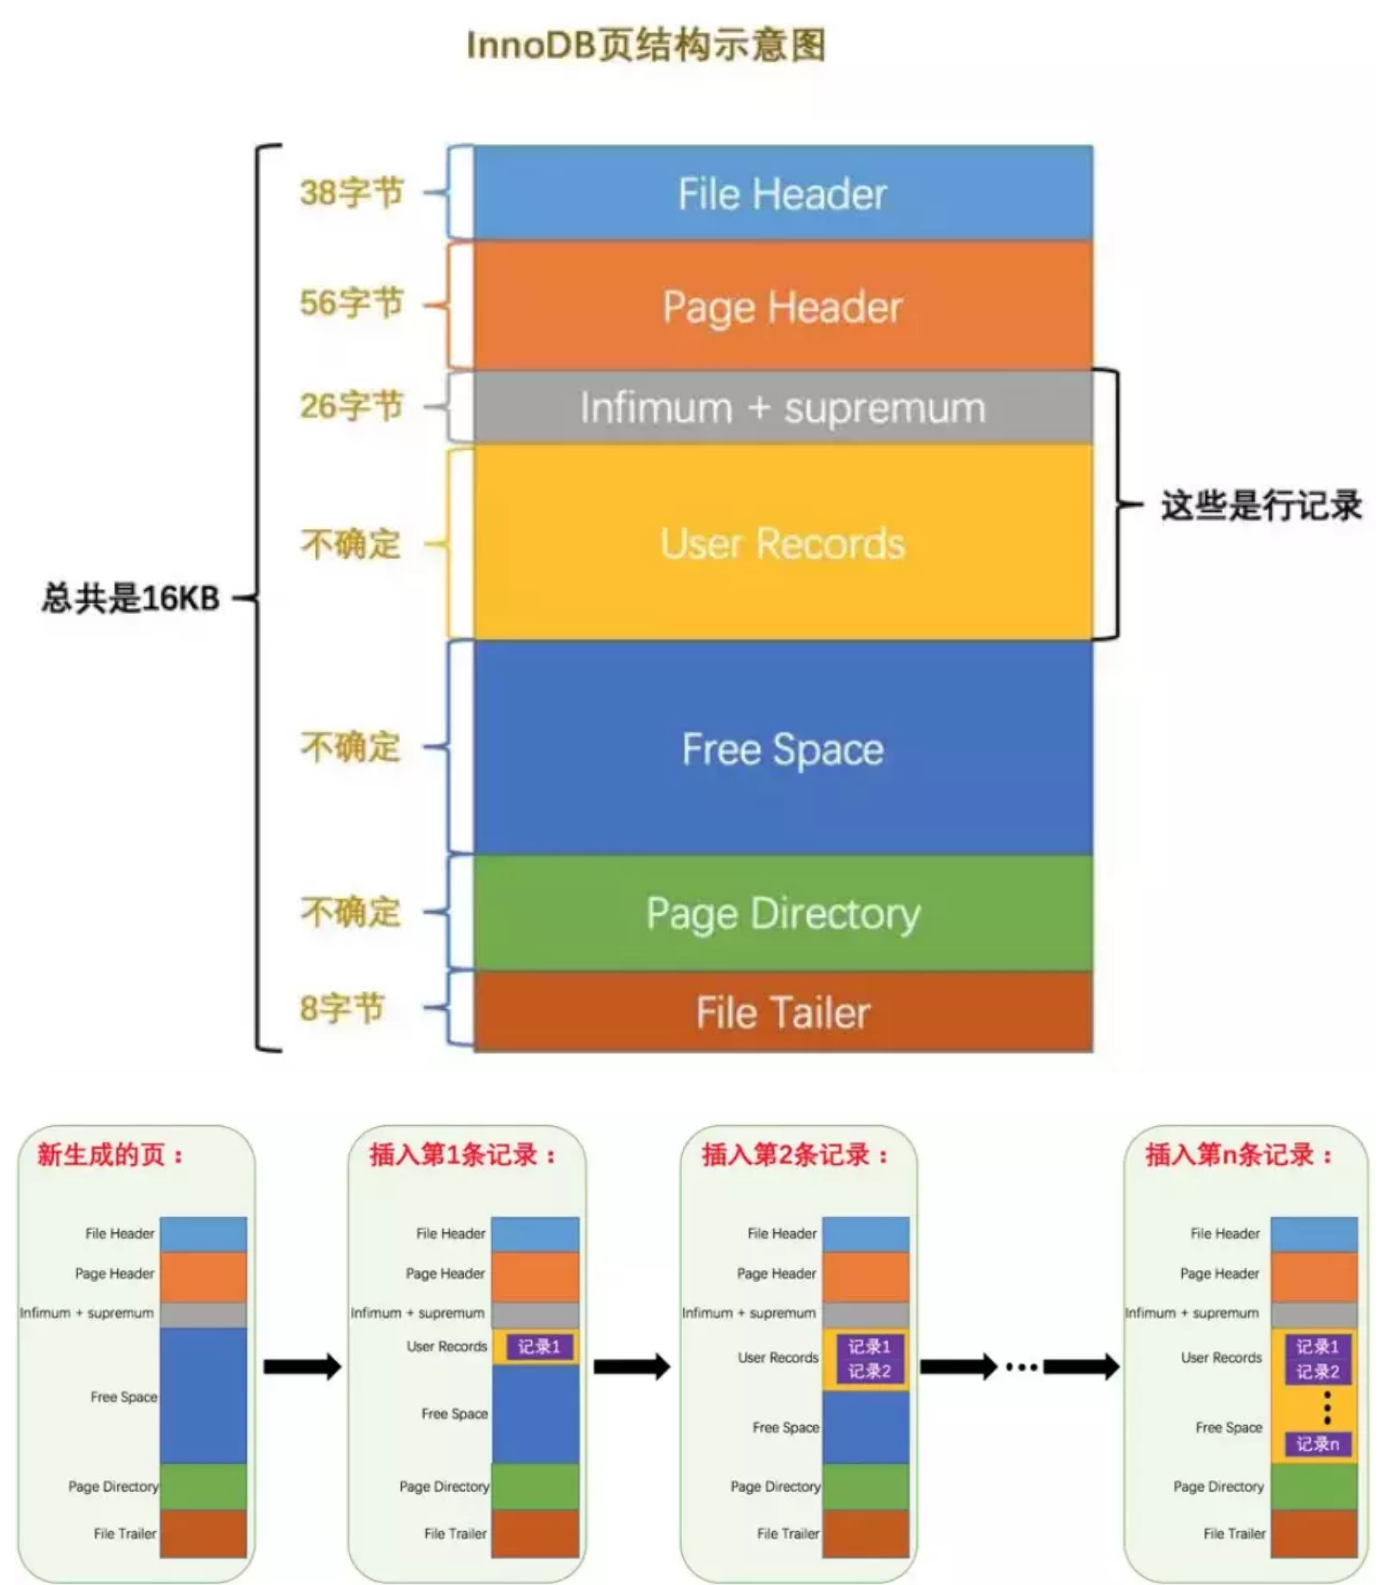 InnoDB页结构示意图
38字节
File Header
56字节
Page Header
26字节
Infimum + supremum
不确定
User Records
这些是行记录
总共是16KB
不确定
Free Space
不确定
Page Directory
8字节
File Tailer
新生成的页：
File Header
Page Header
Infimum + supremum
Free Space
Page Directory
File Trailer
插入第1条记录：
File Header
Page Header
Infimum + supremum
User Records
记录1
Free Space
Page Directory
File Trailer
插入第2条记录：
File Header
Page Header
Infimum + supremum
User Records
记录1
记录2
Free Space
Page Directory
File Trailer
插入第n条记录：
File Header
Page Header
Infimum + supremum
User Records
记录1
记录2
Free Space
记录n
Page Directory
File Trailer